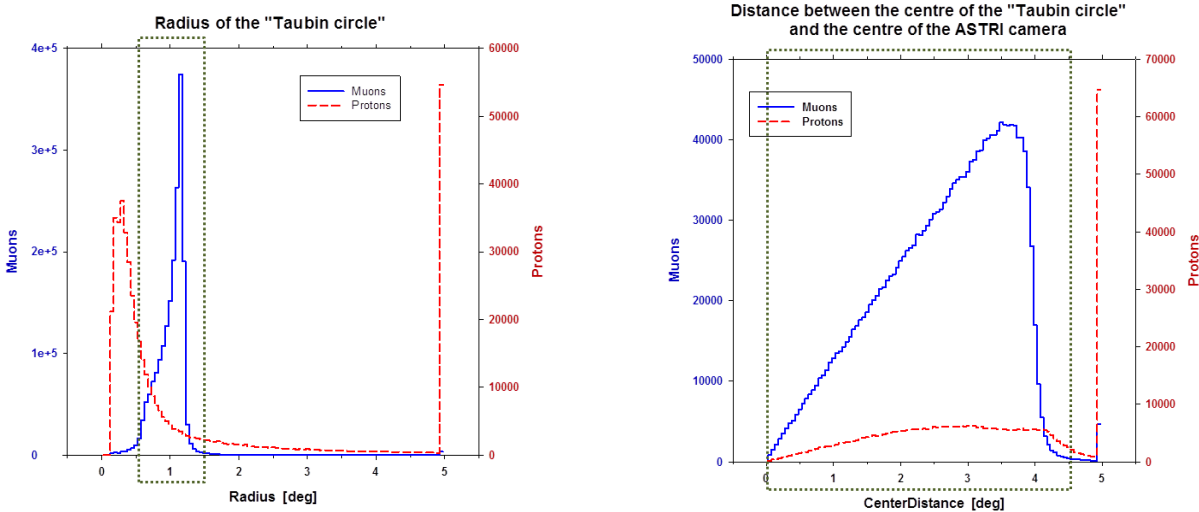 Radius of the "Taubin circle"
4e+5
3e+5
2e+5
1e+5
0
Muons
60000
50000
40000
30000
20000
10000
0
Protons
Muons
Protons
0 1 2 3 4 5
Radius [deg]
Distance between the centre of the "Taubin circle"
and the centre of the ASTRI camera
50000
40000
30000
20000
10000
0
Muons
70000
60000
50000
40000
30000
20000
10000
0
Protons
Muons
Protons
0 1 2 3 4 5
CenterDistance [deg]